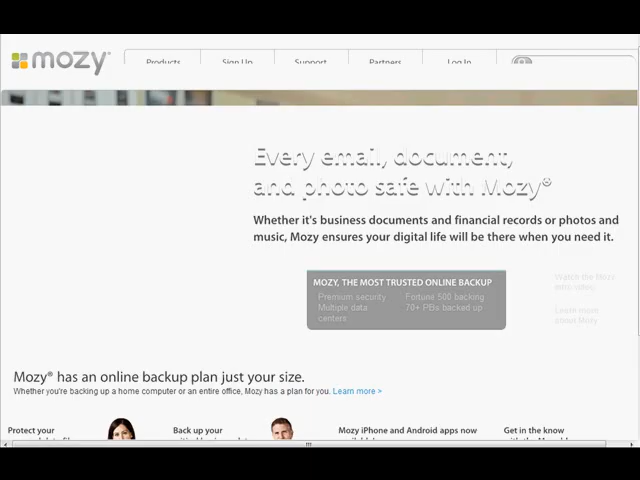 mozy
Products Sign Up Support Partners Log In
Every email, document,
and photo safe with Mozy®
Whether it's business documents and financial records or photos and
music, Mozy ensures your digital life will be there when you need it.
MOZY, THE MOST TRUSTED ONLINE BACKUP
Premium security Fortune 500 backing
Multiple data 70+ PBs backed up
centers
Watch the Mozy
intro video
Learn more
about Mozy
Mozy® has an online backup plan just your size.
Whether you're backing up a home computer or an entire office, Mozy has a plan for you. Learn more >
Protect your
Back up your
Mozy iPhone and Android apps now
Get in the know